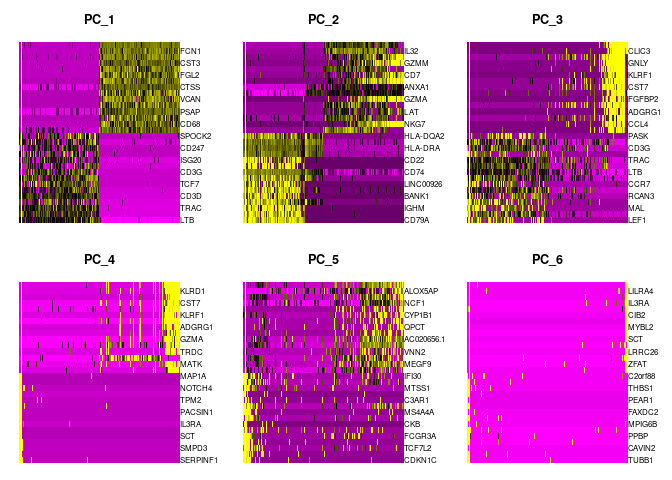 PC_1
FCN1
CST3
FGL2
CTSS
VCAN
PSAP
CD68
SPOCK2
CD247
ISG20
CD3G
TCF7
CD3D
TRAC
LTB
PC_2
IL32
GZMM
CD7
ANXA1
GZMA
LAT
NKG7
HLA-DQA2
HLA-DRA
CD22
CD74
LINC00926
BANK1
IGHM
CD79A
PC_3
CLIC3
GNLY
KLRF1
CST7
FGFBP2
ADGRG1
CCL4
PASK
CD3G
TRAC
LTB
CCR7
RCAN3
MAL
LEF1
PC_4
KLRD1
CST7
KLRF1
ADGRG1
GZMA
TRDC
MATK
MAP1A
NOTCH4
TPM2
PACSIN1
IL3RA
SCT
SMPD3
SERPINF1
PC_5
ALOX5AP
NCF1
CYP1B1
QPCT
AC020656.1
VNN2
MEGF9
IFI30
MTSS1
C3AR1
MS4A4A
CKB
FCGR3A
TCF7L2
CDKN1C
PC_6
LILRA4
IL3RA
CIB2
MYBL2
SCT
LRRC26
ZFAT
C2orf88
THBS1
PEAR1
FAXDC2
MPIG6B
PPBP
CAVIN2
TUBB1